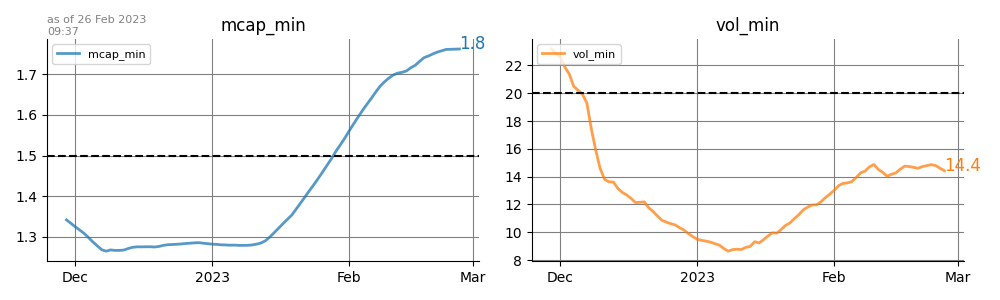 as of 26 Feb 2023
09:37
mcap_min
mcap_min
1.8
1.7
1.6
1.5
1.4
1.3
Dec
2023
Feb
Mar
vol_min
vol_min
22
20
18
16
14
12
10
8
14.4
Dec
2023
Feb
Mar